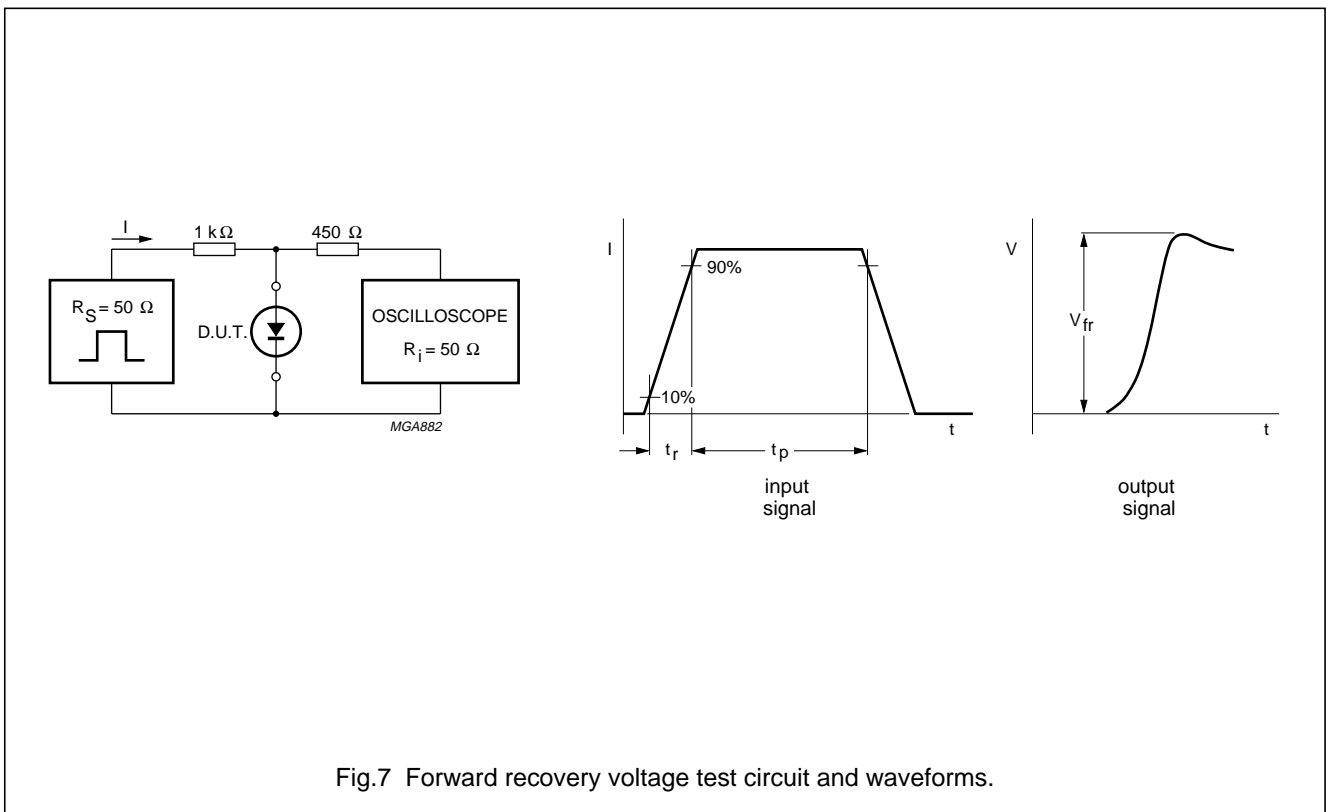 I
1 kΩ
450 Ω
R_S = 50 Ω
D.U.T.
OSCILLOSCOPE
R_i = 50 Ω
MGA882
I
90%
10%
t
t_r
t_p
input
signal
V
V_fr
t
output
signal
Fig.7 Forward recovery voltage test circuit and waveforms.